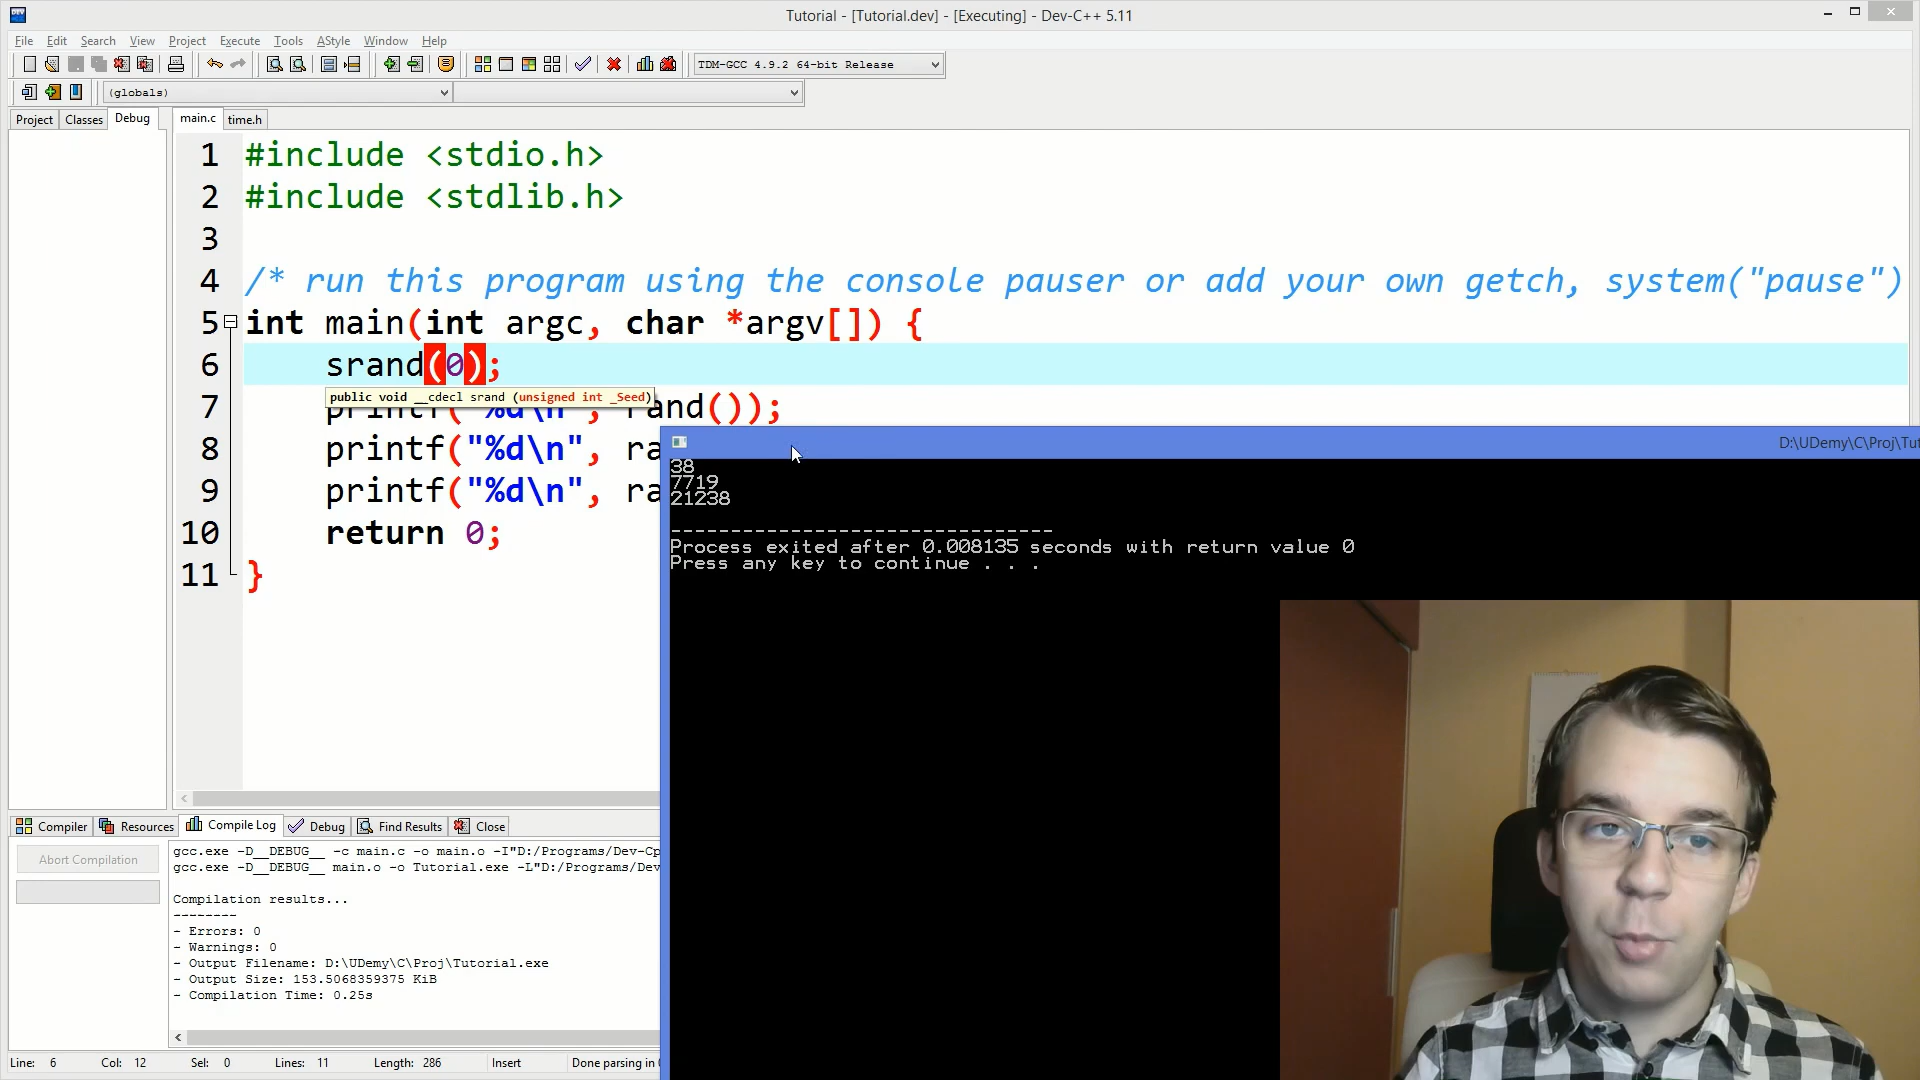 Tutorial - [Tutorial.dev] - [Executing] - Dev-C++ 5.11
File Edit Search View Project Execute Tools AStyle Window Help
TDM-GCC 4.9.2 64-bit Release
(globals)
Project Classes Debug
main.c time.h
1 #include <stdio.h>
2 #include <stdlib.h>
3
4 /* run this program using the console pauser or add your own getch, system("pause")
5 int main(int argc, char *argv[]) {
6 srand(0);
public void __cdecl srand (unsigned int _Seed)
7 printf("%d\n", rand());
8 printf("%d\n", ra
9 printf("%d\n", ra
10 return 0;
11 }
D:\UDemy\C\Proj\Tut
38
7719
21238
--------------------------------
Process exited after 0.008135 seconds with return value 0
Press any key to continue . . .
Compiler Resources Compile Log Debug Find Results Close
Abort Compilation
gcc.exe -D__DEBUG__ -c main.c -o main.o -I"D:/Programs/Dev-Cp
gcc.exe -D__DEBUG__ main.o -o Tutorial.exe -L"D:/Programs/Dev
Compilation results...
--------
- Errors: 0
- Warnings: 0
- Output Filename: D:\UDemy\C\Proj\Tutorial.exe
- Output Size: 153.5068359375 KiB
- Compilation Time: 0.25s
Line: 6 Col: 12 Sel: 0 Lines: 11 Length: 286 Insert Done parsing in